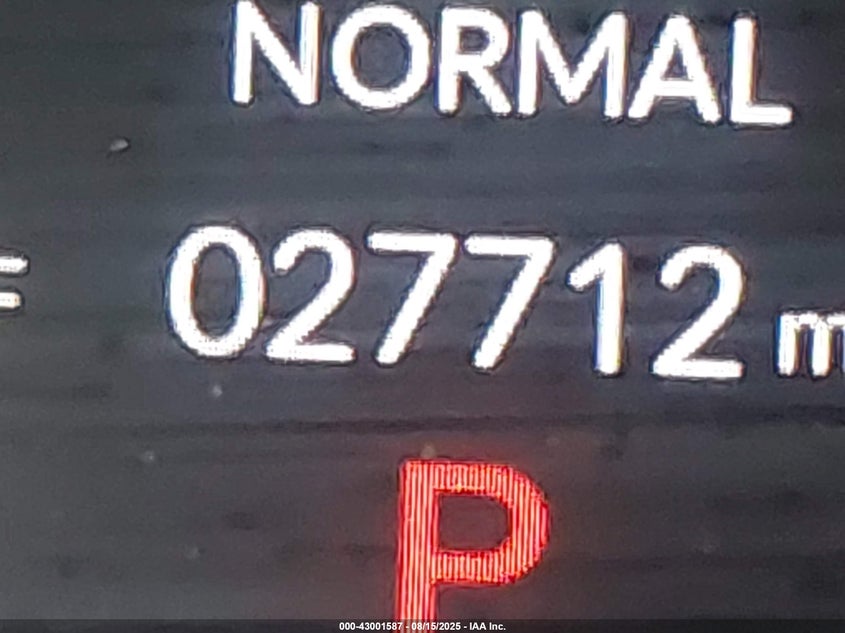 NORMAL
F 027712 m
P
000-43001587 - 08/15/2025 - IAA Inc.